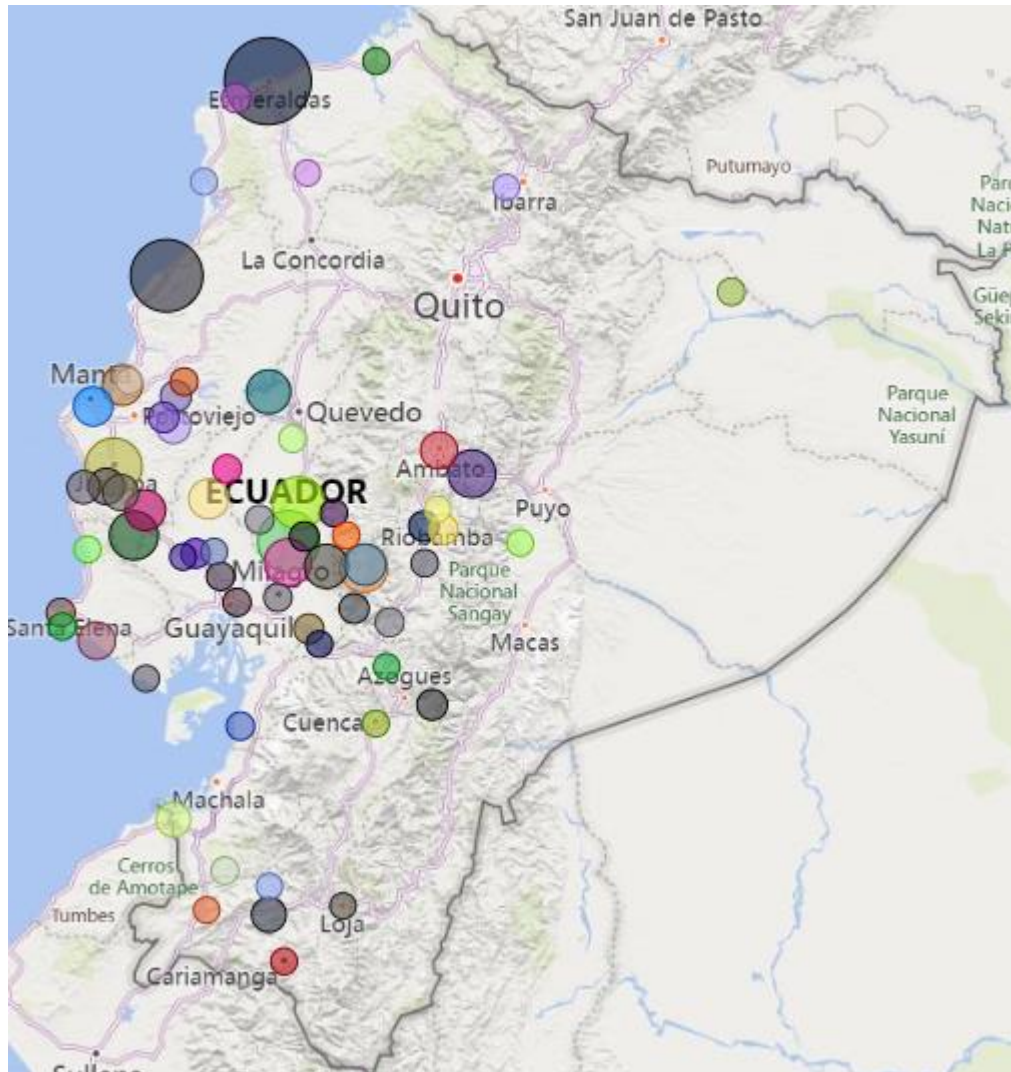 San Juan de Pasto
Esmeraldas
Putumayo
Ibarra
La Concordia
Quito
Manta
Portoviejo
Quevedo
Parque
Nacional
Yasuní
Ambato
ECUADOR
Puyo
Riobamba
Milagro
Parque
Nacional
Sangay
Santa Elena
Guayaquil
Macas
Azogues
Cuenca
Machala
Cerros
de Amotape
Tumbes
Loja
Cariamanga